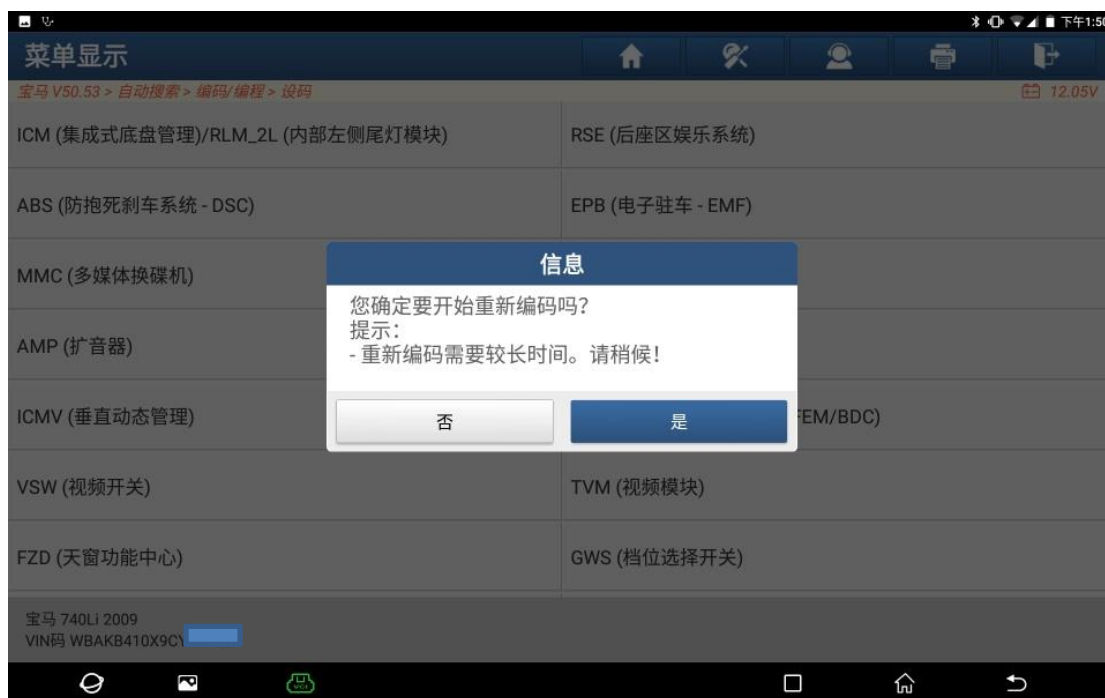 下午1:50
菜单显示
宝马 V50.53 > 自动搜索 > 编码/编程 > 设码
12.05V
ICM (集成式底盘管理)/RLM_2L (内部左侧尾灯模块)
RSE (后座区娱乐系统)
ABS (防抱死刹车系统 - DSC)
EPB (电子驻车 - EMF)
MMC (多媒体换碟机)
AMP (扩音器)
ICMV (垂直动态管理)
FEM/BDC)
VSW (视频开关)
TVM (视频模块)
FZD (天窗功能中心)
GWS (档位选择开关)
信息
您确定要开始重新编码吗?
提示:
- 重新编码需要较长时间。请稍候!
否
是
宝马 740Li 2009
VIN码 WBAKB410X9CY
VCI